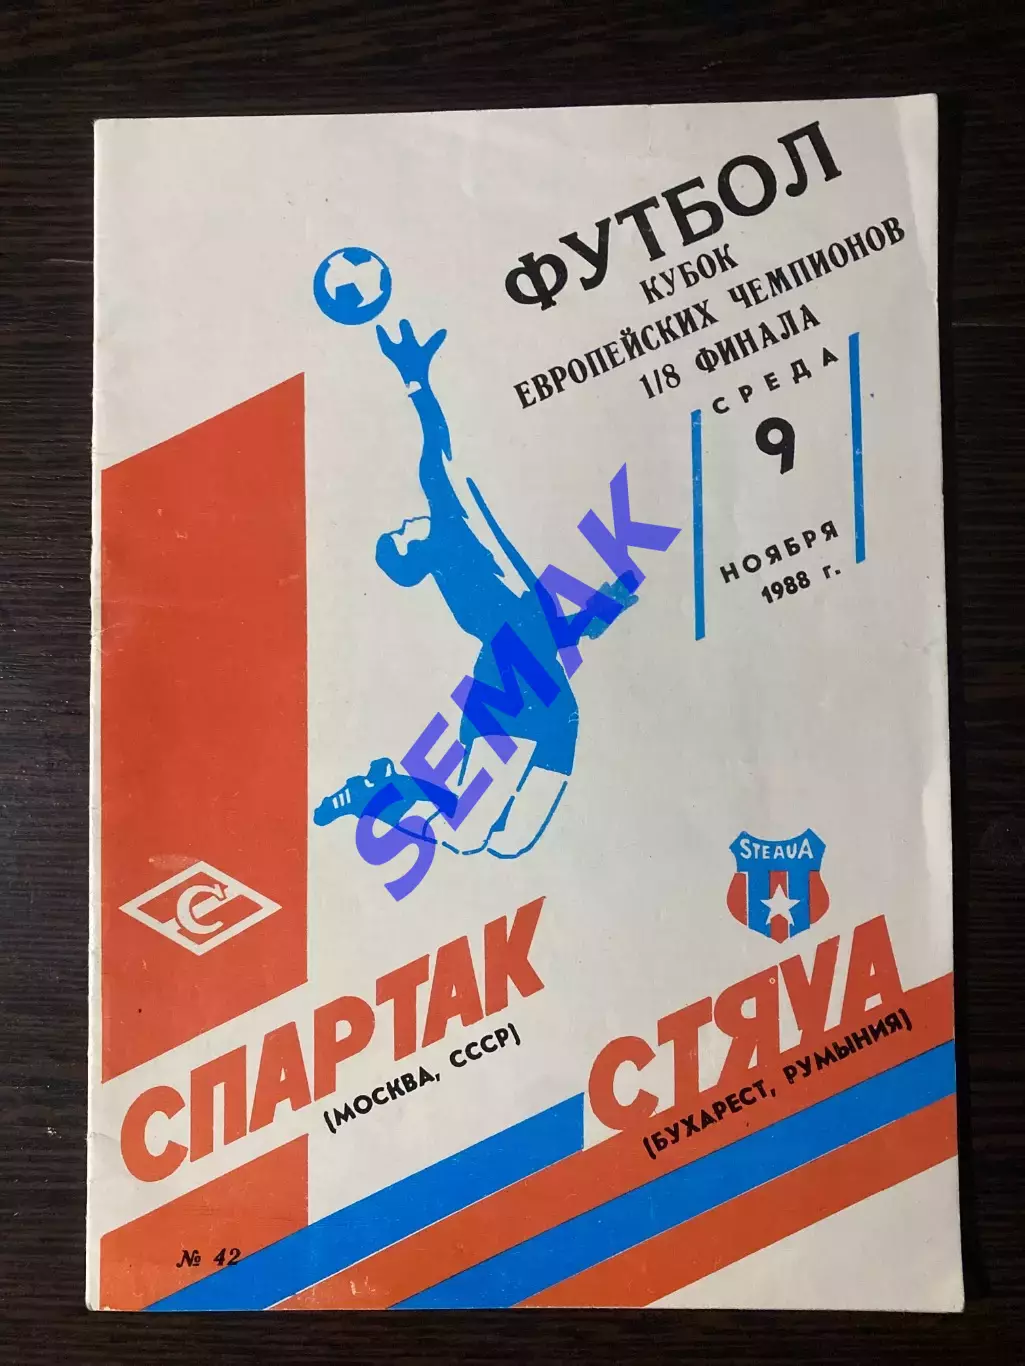 ФУТБОЛ
КУБОК
ЕВРОПЕЙСКИХ ЧЕМПИОНОВ
1/8 ФИНАЛА
СРЕДА
9
НОЯБРЯ
1988 г.
SEMAK
STEAUA
С
СПАРТАК
(МОСКВА, СССР)
СТЯУА
(БУХАРЕСТ, РУМЫНИЯ)
№ 42